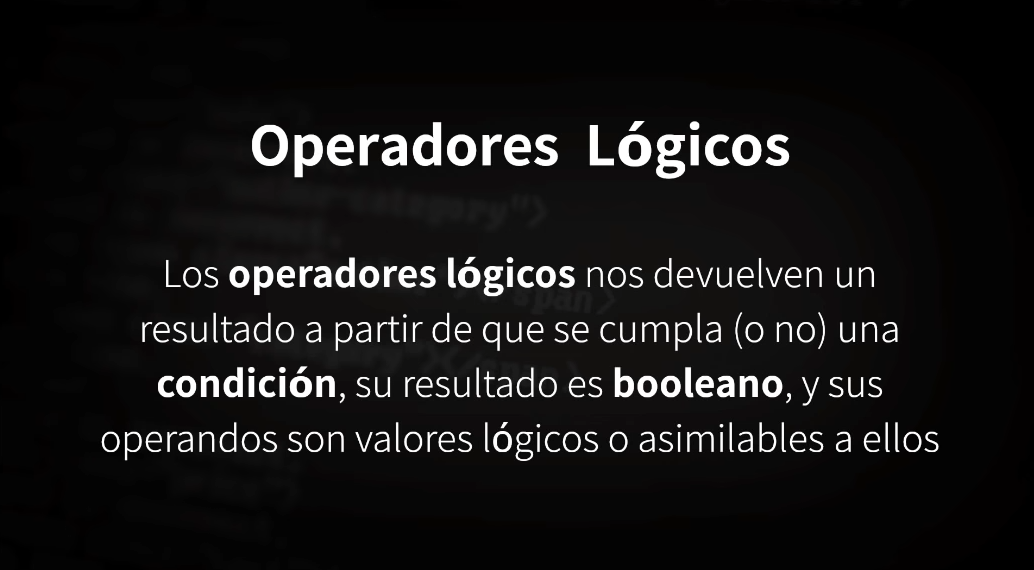 Operadores Lógicos
Los operadores lógicos nos devuelven un
resultado a partir de que se cumpla (o no) una
condición, su resultado es booleano, y sus
operandos son valores lógicos o asimilables a ellos